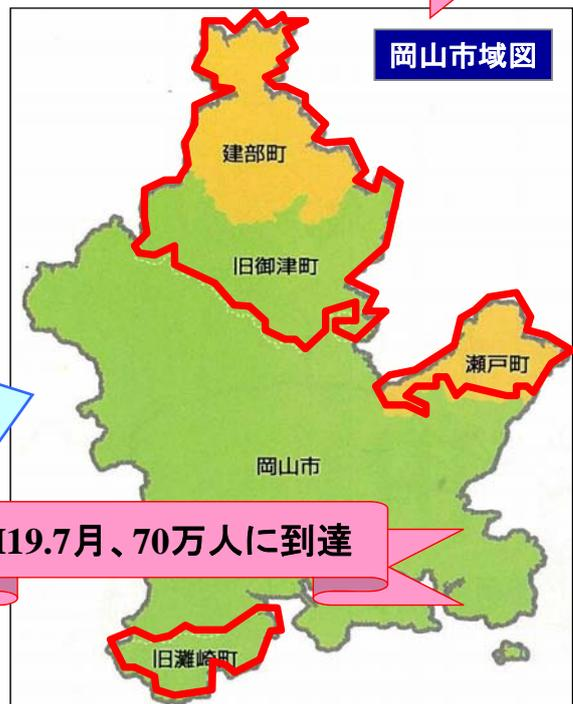 岡山市域図
建部町
旧御津町
瀬戸町
岡山市
19.7月、70万人に到達
旧灘崎町